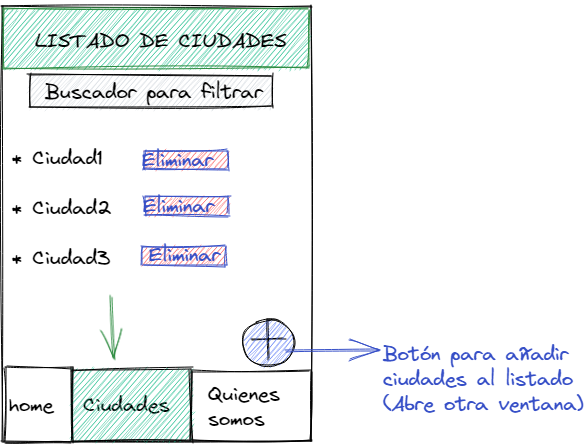 LISTADO DE CIUDADES
Buscador para filtrar
* Ciudad1 Eliminar
* Ciudad2 Eliminar
* Ciudad3 Eliminar
+
Botón para añadir
ciudades al listado
(Abre otra ventana)
home
Ciudades
Quienes
somos